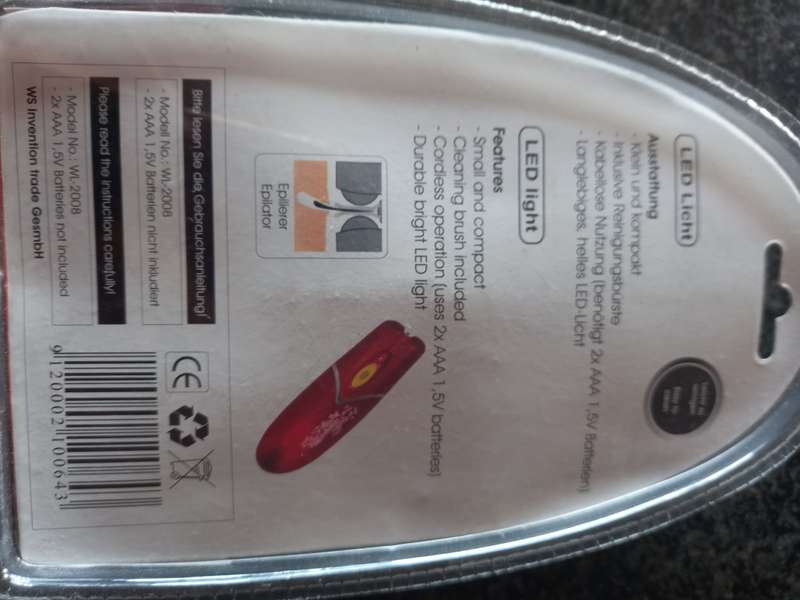 LED Licht
Ausstattung
- Klein und kompakt
- Inklusive Reinigungsbürste
- Kabellose Nutzung (benötigt 2x AAA 1,5V Batterien)
- Langlebiges, helles LED-Licht
LED light
Features
- Small and compact
- Cleaning brush included
- Cordless operation (uses 2x AAA 1,5V batteries)
- Durable bright LED light
Epilierer
Epilator
Bitte lesen Sie die Gebrauchsanleitung!
- Modell No.: WL-2008
- 2x AAA 1,5V Batterien nicht inkludiert
Please read the instructions carefully!
- Model No.: WL-2008
- 2x AAA 1,5V Batteries not included
WS Invention trade GesmbH
CE
9120002100643